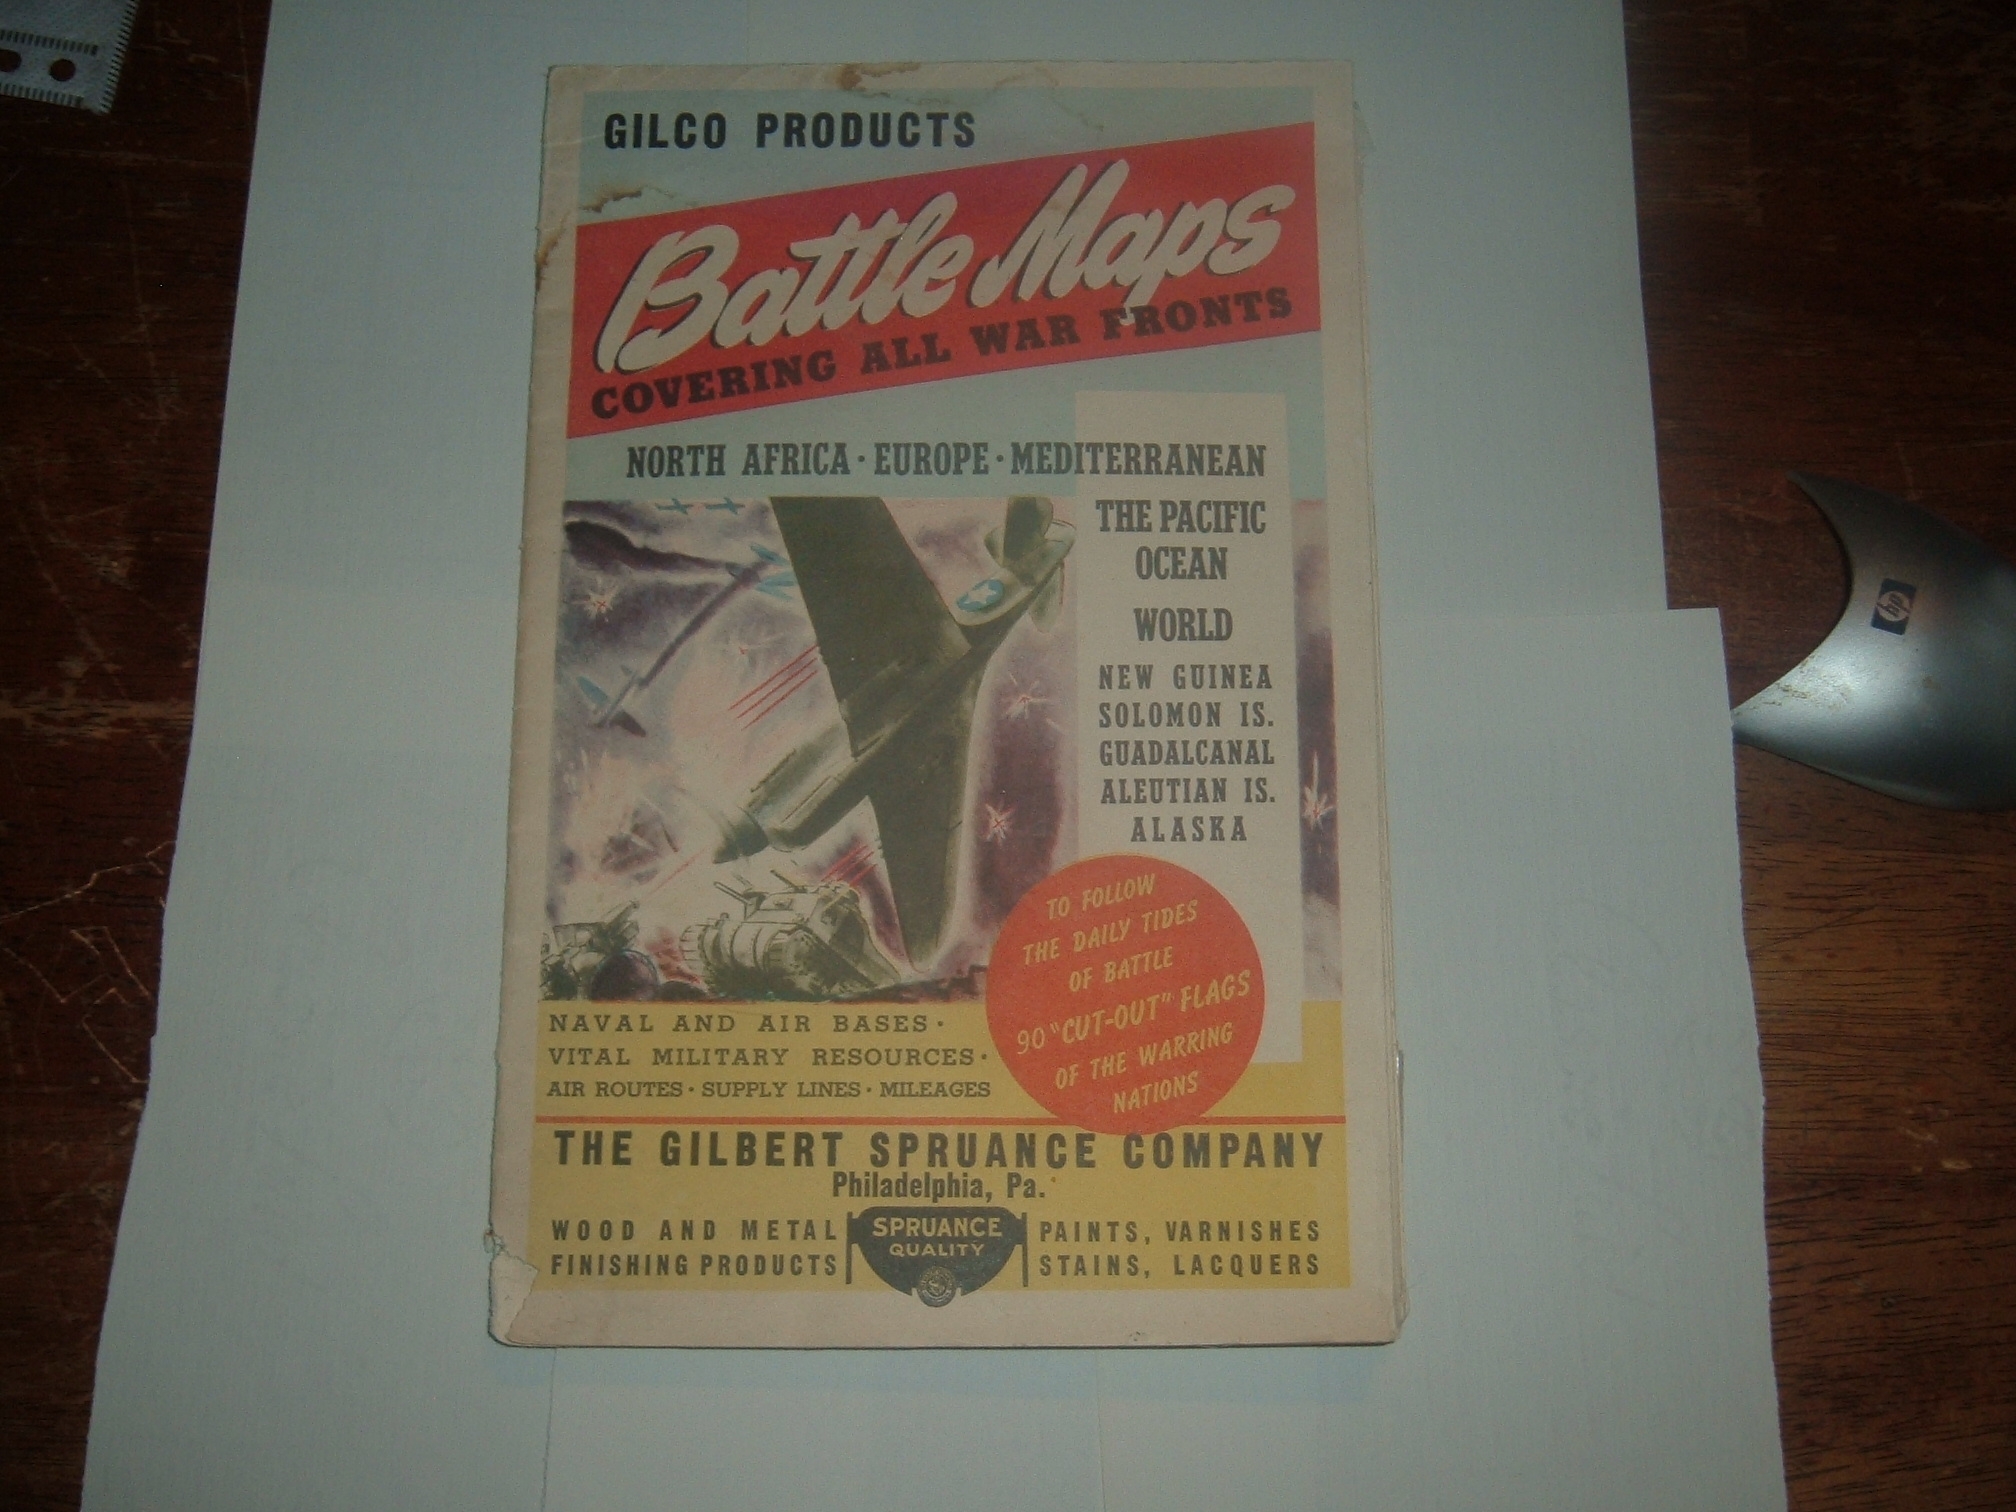 GILCO PRODUCTS
Battle Maps
COVERING ALL WAR FRONTS
NORTH AFRICA · EUROPE · MEDITERRANEAN
THE PACIFIC
OCEAN
WORLD
NEW GUINEA
SOLOMON IS.
GUADALCANAL
ALEUTIAN IS.
ALASKA
TO FOLLOW
THE DAILY TIDES
OF BATTLE
90 "CUT-OUT" FLAGS
OF THE WARRING
NATIONS
NAVAL AND AIR BASES ·
VITAL MILITARY RESOURCES ·
AIR ROUTES · SUPPLY LINES · MILEAGES
THE GILBERT SPRUANCE COMPANY
Philadelphia, Pa.
WOOD AND METAL
FINISHING PRODUCTS
SPRUANCE
QUALITY
PAINTS, VARNISHES
STAINS, LACQUERS
hp